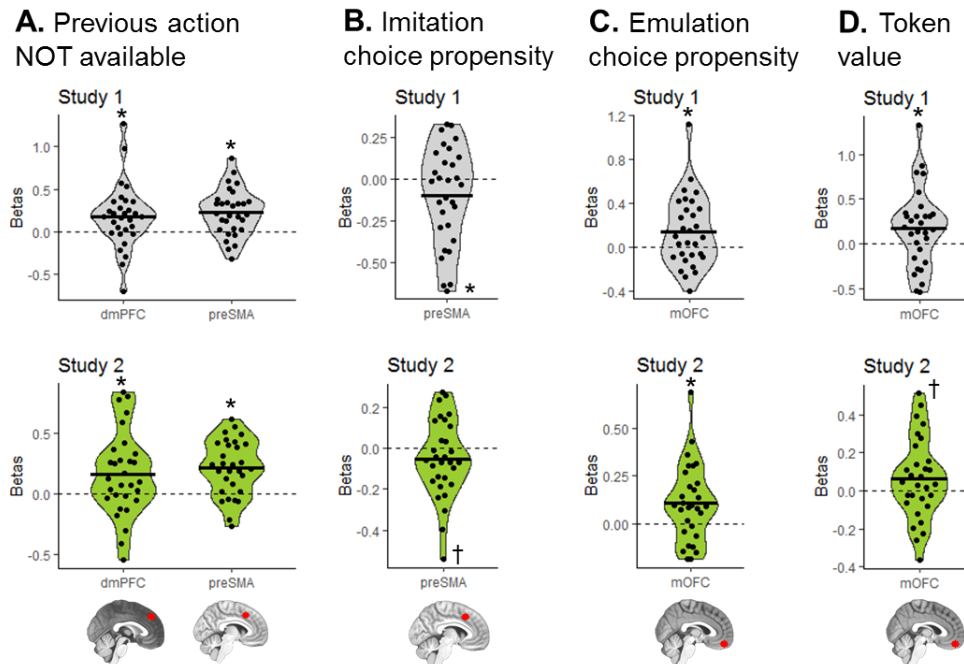 A. Previous action
NOT available
B. Imitation
choice propensity
C. Emulation
choice propensity
D. Token
value
Study 1
*
*
Betas
1.0
0.5
0.0
-0.5
dmPFC
preSMA
Study 1
Betas
0.25
0.00
-0.25
-0.50
*
preSMA
Study 1
*
Betas
1.2
0.8
0.4
0.0
-0.4
mOFC
Study 1
*
Betas
1.0
0.5
0.0
-0.5
mOFC
Study 2
*
*
Betas
0.5
0.0
-0.5
dmPFC
preSMA
Study 2
Betas
0.2
0.0
-0.2
-0.4
†
preSMA
Study 2
*
Betas
0.50
0.25
0.00
mOFC
Study 2
†
Betas
0.4
0.2
0.0
-0.2
-0.4
mOFC